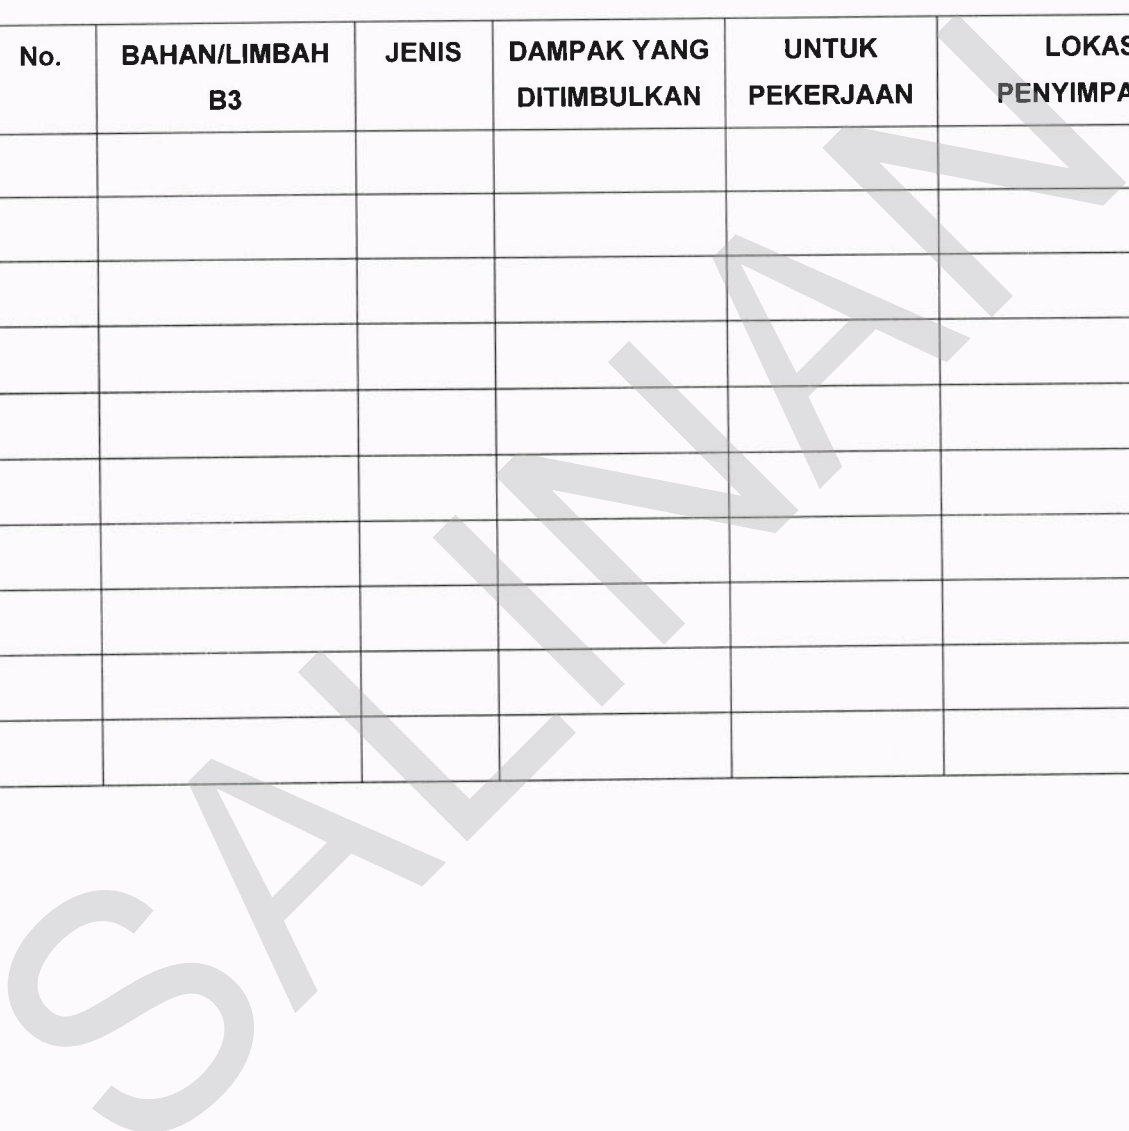 No. BAHAN/LIMBAH JENIS DAMPAK YANG UNTUK
B3 DITIMBULKAN PEKERJAAN
SALINAN